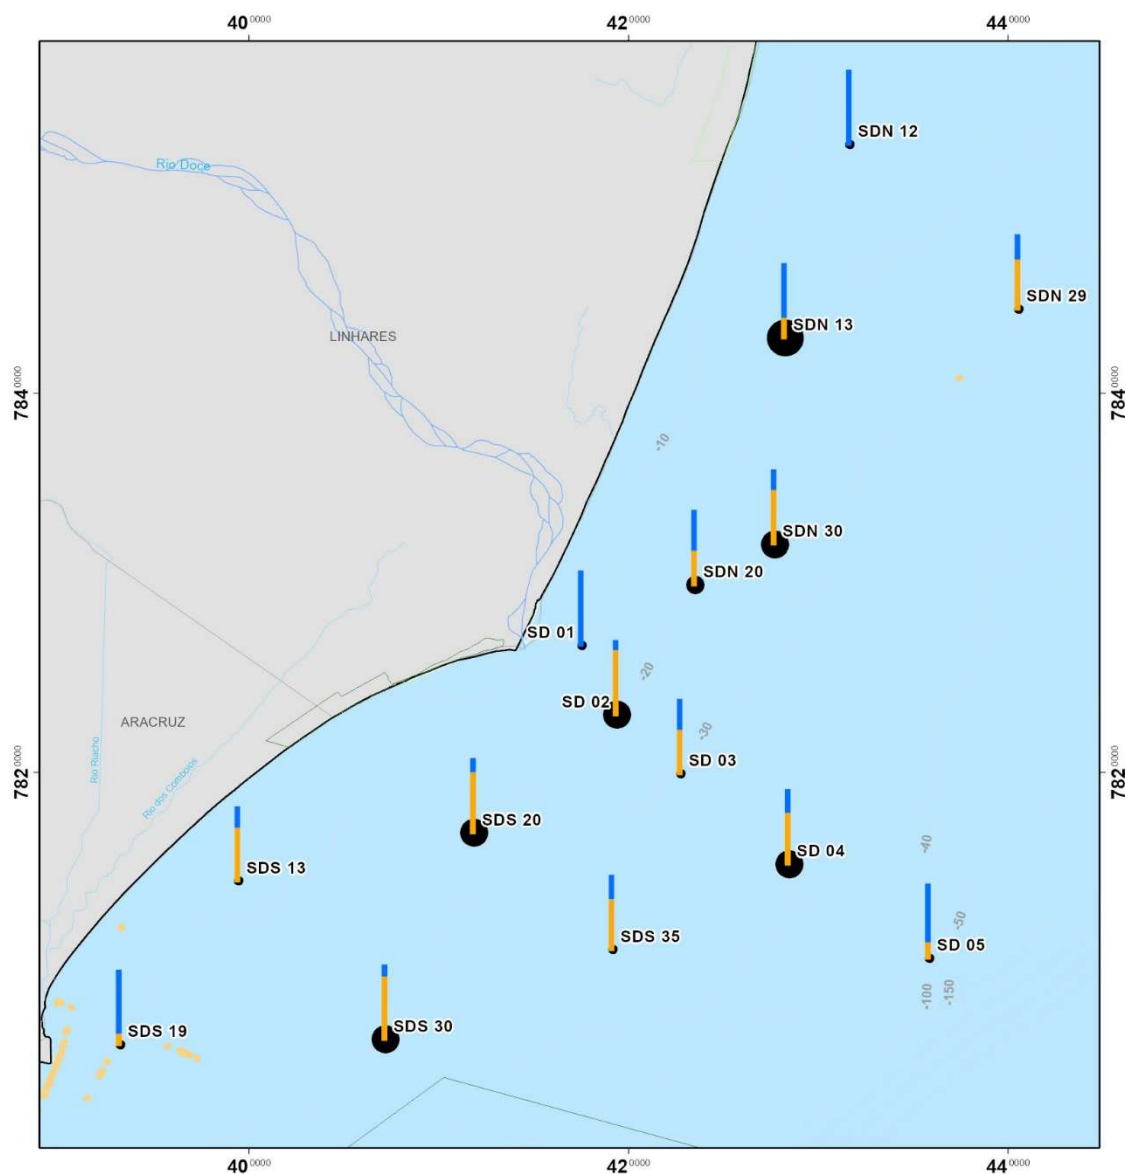 40⁰⁰⁰⁰ 42⁰⁰⁰⁰ 44⁰⁰⁰⁰
SDN 12
Rio Doce
SDN 29
SDN 13
LINHARES
784⁰⁰⁰⁰ 784⁰⁰⁰⁰
-10
SDN 30
SDN 20
SD 01
-20
SD 02
-30
ARACRUZ
SD 03
782⁰⁰⁰⁰ 782⁰⁰⁰⁰
Rio Riacho
Rio dos Comboios
SDS 20
SD 04
-40
SDS 13
-50
SDS 35
SD 05
-100
-150
SDS 19
SDS 30
40⁰⁰⁰⁰ 42⁰⁰⁰⁰ 44⁰⁰⁰⁰